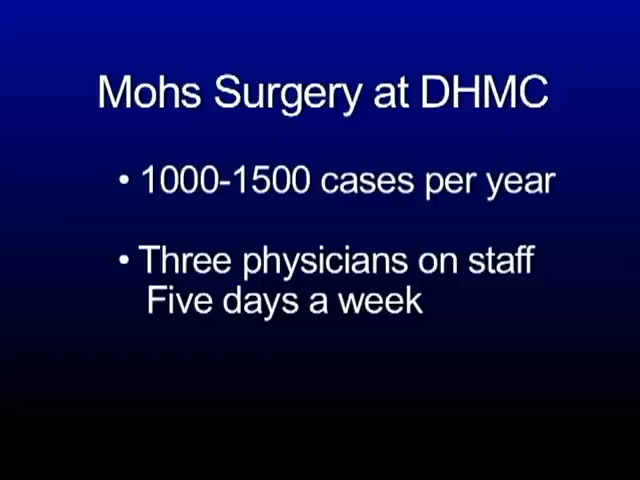 Mohs Surgery at DHMC
• 1000-1500 cases per year
• Three physicians on staff
Five days a week